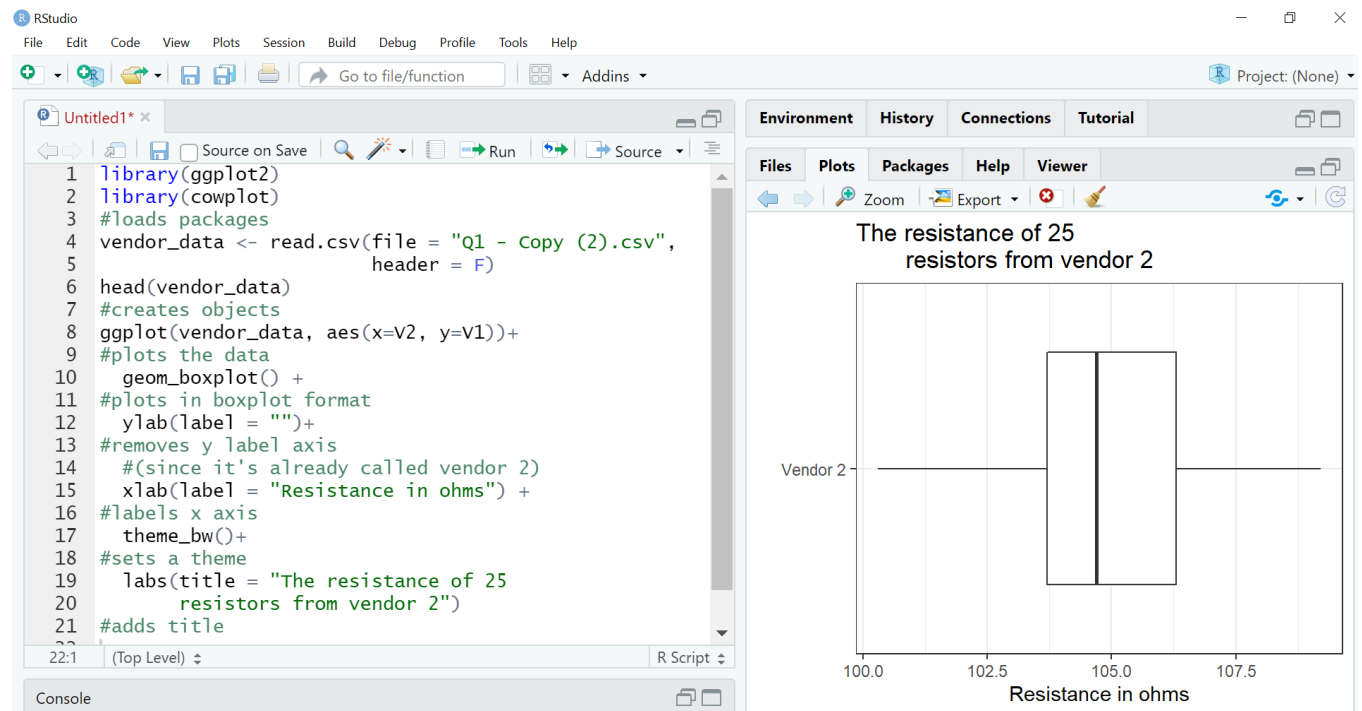 RStudio
File Edit Code View Plots Session Build Debug Profile Tools Help
Go to file/function Addins Project: (None)
Untitled1*
Source on Save Run Source
1 library(ggplot2)
2 library(cowplot)
3 #loads packages
4 vendor_data <- read.csv(file = "Q1 - Copy (2).csv",
5 header = F)
6 head(vendor_data)
7 #creates objects
8 ggplot(vendor_data, aes(x=V2, y=V1))+
9 #plots the data
10 geom_boxplot() +
11 #plots in boxplot format
12 ylab(label = "")+
13 #removes y label axis
14 #(since it's already called vendor 2)
15 xlab(label = "Resistance in ohms") +
16 #labels x axis
17 theme_bw()+
18 #sets a theme
19 labs(title = "The resistance of 25
20 resistors from vendor 2")
21 #adds title
22:1 (Top Level) R Script
Console
Environment History Connections Tutorial
Files Plots Packages Help Viewer
Zoom Export
The resistance of 25
resistors from vendor 2
Vendor 2
100.0 102.5 105.0 107.5
Resistance in ohms